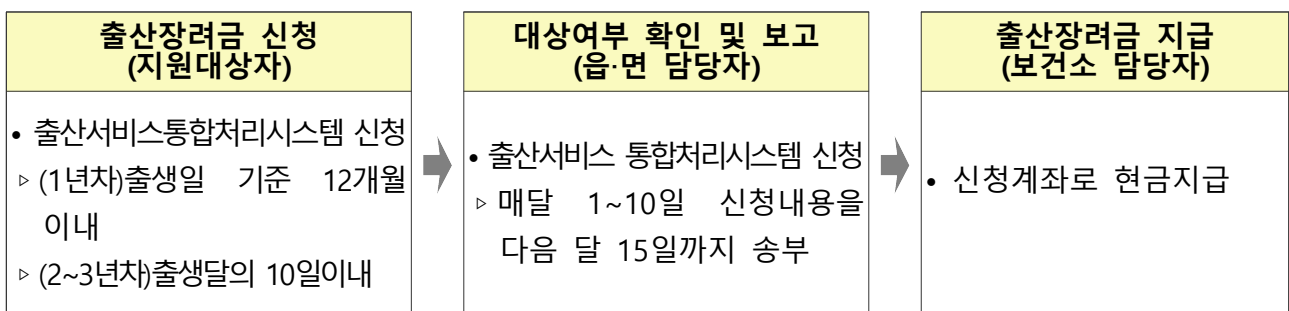 출산장려금 신청
(지원대상자)
• 출산서비스통합처리시스템 신청
▹ (1년차)출생일 기준 12개월
이내
▹ (2~3년차)출생달의 10일이내
대상여부 확인 및 보고
(읍·면 담당자)
• 출산서비스 통합처리시스템 신청
▹ 매달 1~10일 신청내용을
다음 달 15일까지 송부
출산장려금 지급
(보건소 담당자)
• 신청계좌로 현금지급